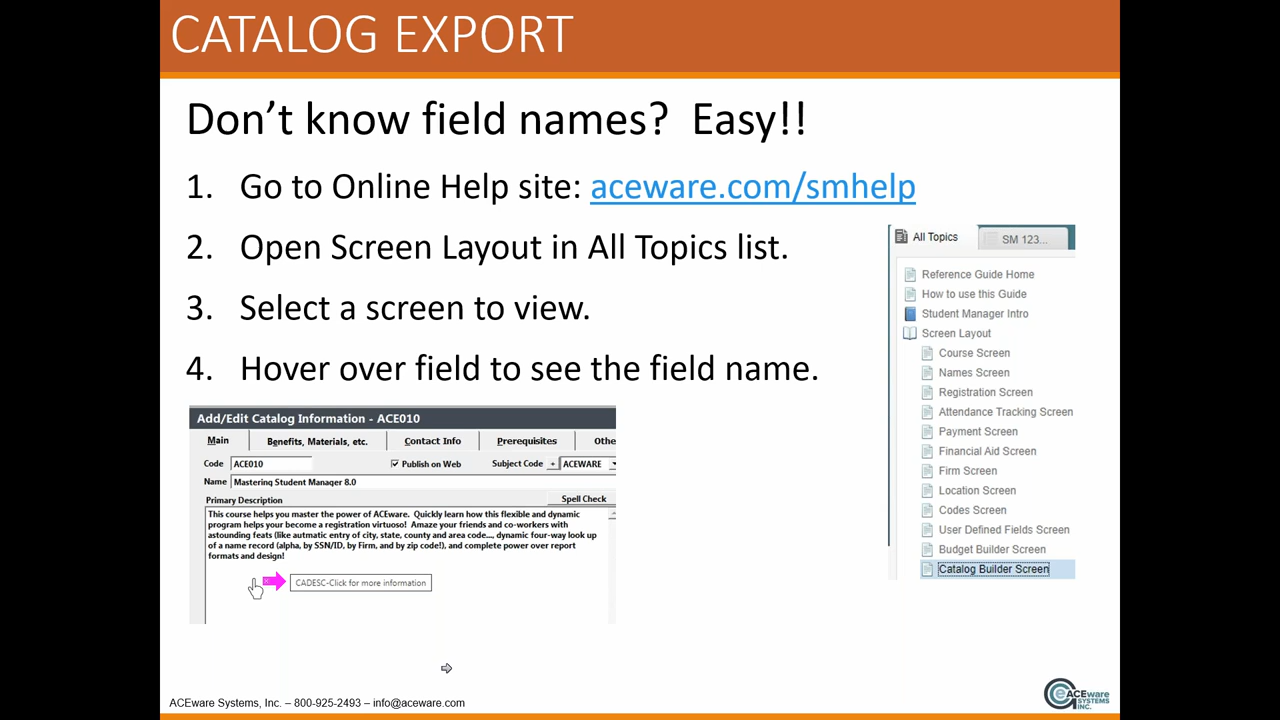 CATALOG EXPORT
Don't know field names?  Easy!!
1. Go to Online Help site: aceware.com/smhelp
2. Open Screen Layout in All Topics list.
3. Select a screen to view.
4. Hover over field to see the field name.
All Topics SM 123...
Reference Guide Home
How to use this Guide
Student Manager Intro
Screen Layout
Course Screen
Names Screen
Registration Screen
Attendance Tracking Screen
Payment Screen
Financial Aid Screen
Firm Screen
Location Screen
Codes Screen
User Defined Fields Screen
Budget Builder Screen
Catalog Builder Screen
Add/Edit Catalog Information - ACE010
Main Benefits, Materials, etc. Contact Info Prerequisites Othe
Code ACE010 Publish on Web Subject Code + ACEWARE
Name Mastering Student Manager 8.0
Primary Description Spell Check
This course helps you master the power of ACEware. Quickly learn how this flexible and dynamic
program helps your become a registration virtuoso! Amaze your friends and co-workers with
astounding feats (like autmatic entry of city, state, county and area code..., dynamic four-way look up
of a name record (alpha, by SSN/ID, by Firm, and by zip code!), and complete power over report
formats and design!
CADESC-Click for more information
ACEware Systems, Inc. – 800-925-2493 – info@aceware.com
eACEware
SYSTEMS
INC.